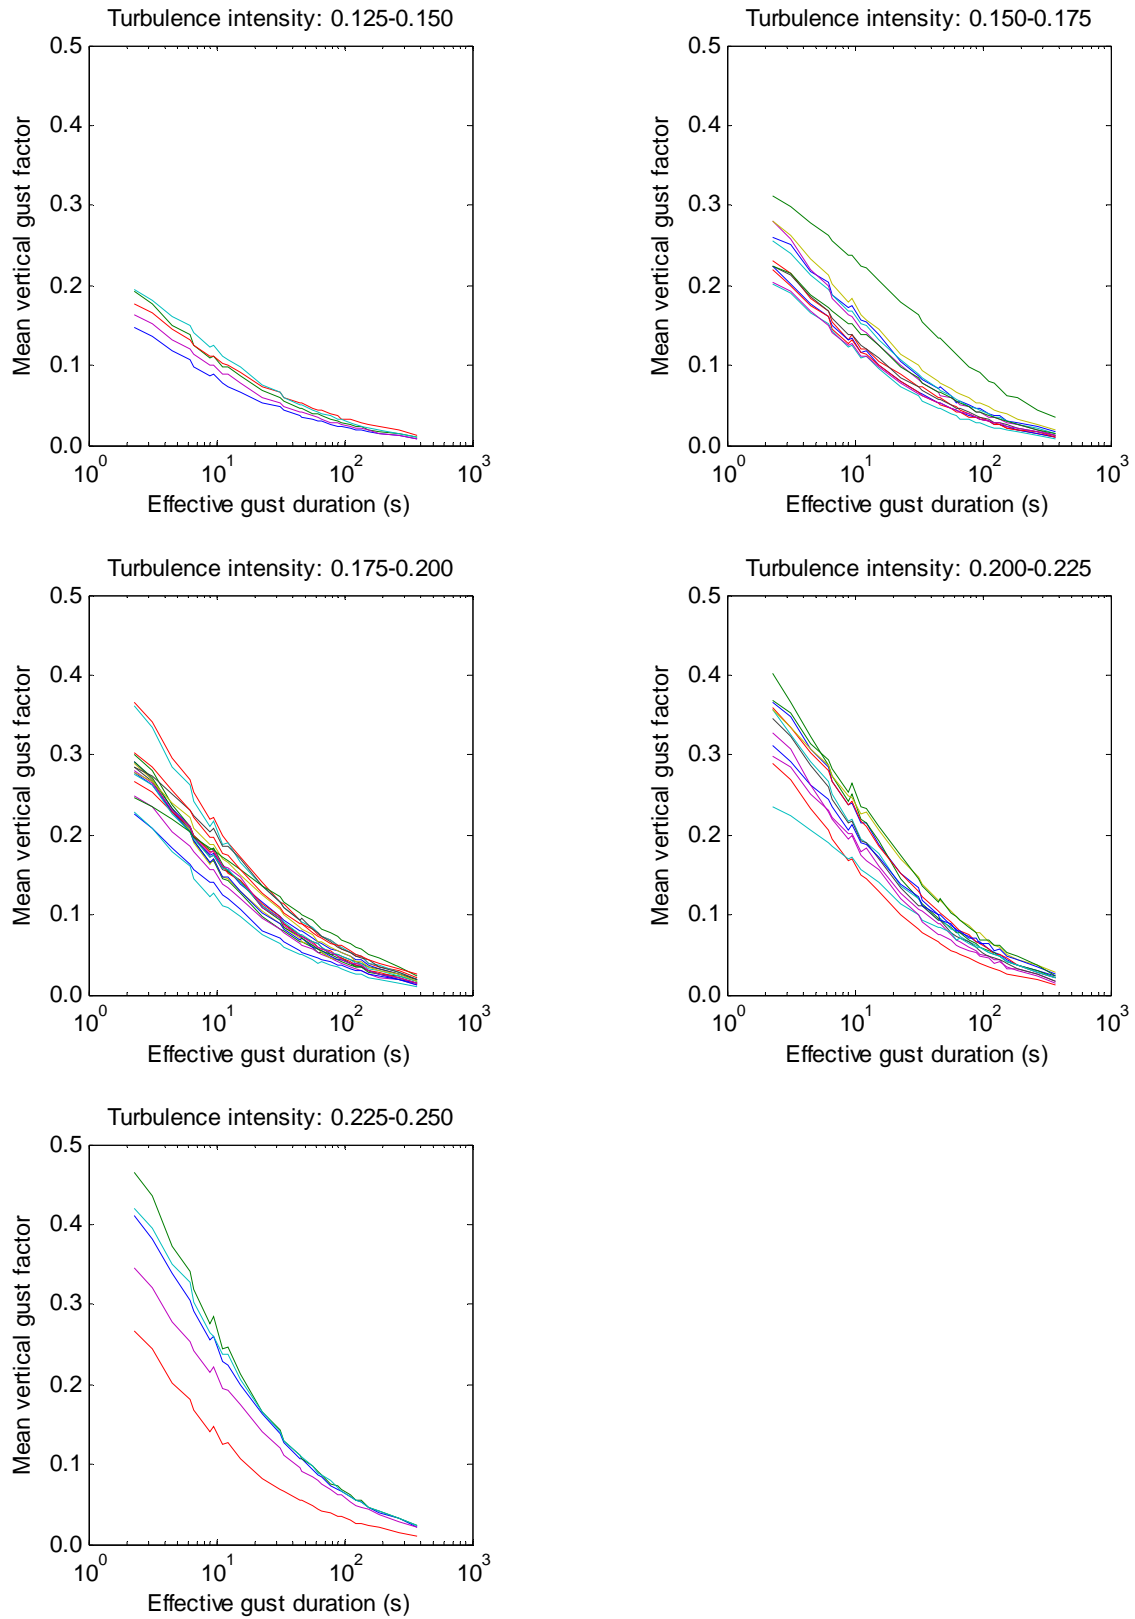 Turbulence intensity: 0.125-0.150
0.5
0.4
0.3
0.2
0.1
0.0
Mean vertical gust factor
10^0 10^1 10^2 10^3
Effective gust duration (s)
Turbulence intensity: 0.150-0.175
0.5
0.4
0.3
0.2
0.1
0.0
Mean vertical gust factor
10^0 10^1 10^2 10^3
Effective gust duration (s)
Turbulence intensity: 0.175-0.200
0.5
0.4
0.3
0.2
0.1
0.0
Mean vertical gust factor
10^0 10^1 10^2 10^3
Effective gust duration (s)
Turbulence intensity: 0.200-0.225
0.5
0.4
0.3
0.2
0.1
0.0
Mean vertical gust factor
10^0 10^1 10^2 10^3
Effective gust duration (s)
Turbulence intensity: 0.225-0.250
0.5
0.4
0.3
0.2
0.1
0.0
Mean vertical gust factor
10^0 10^1 10^2 10^3
Effective gust duration (s)